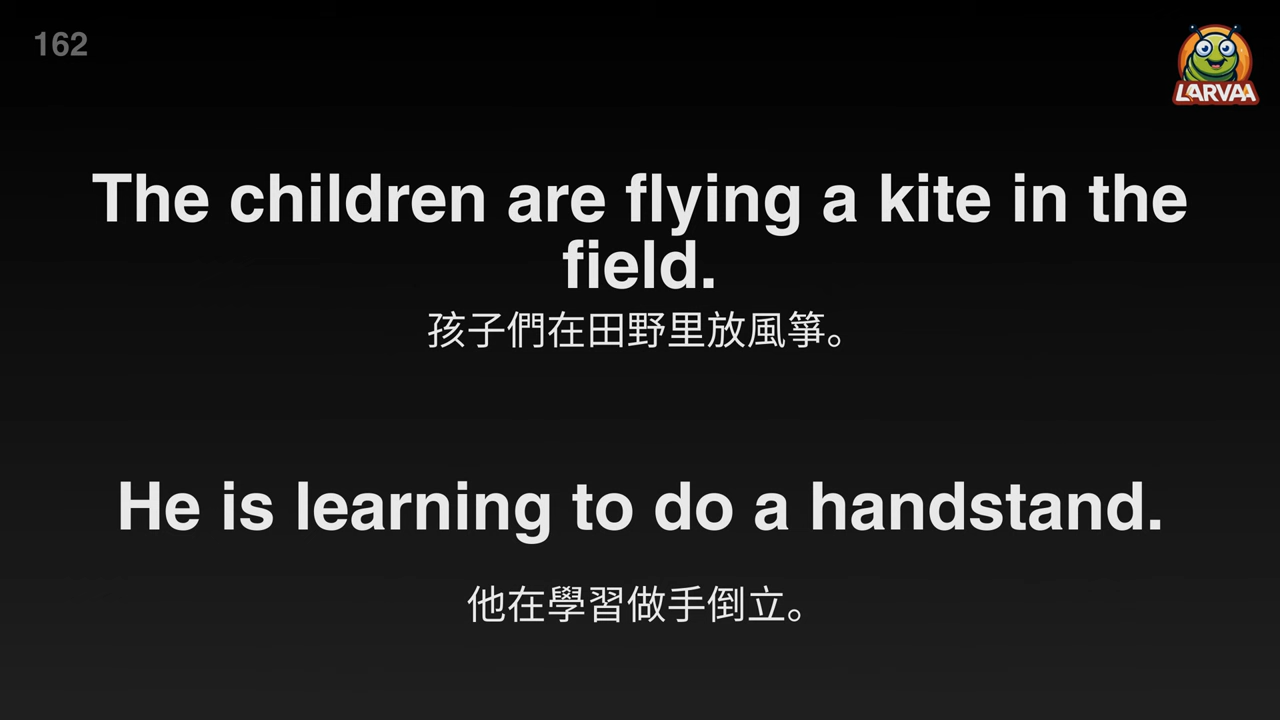 162
LARVAA
The children are flying a kite in the
field.
孩子們在田野里放風箏。
He is learning to do a handstand.
他在學習做手倒立。